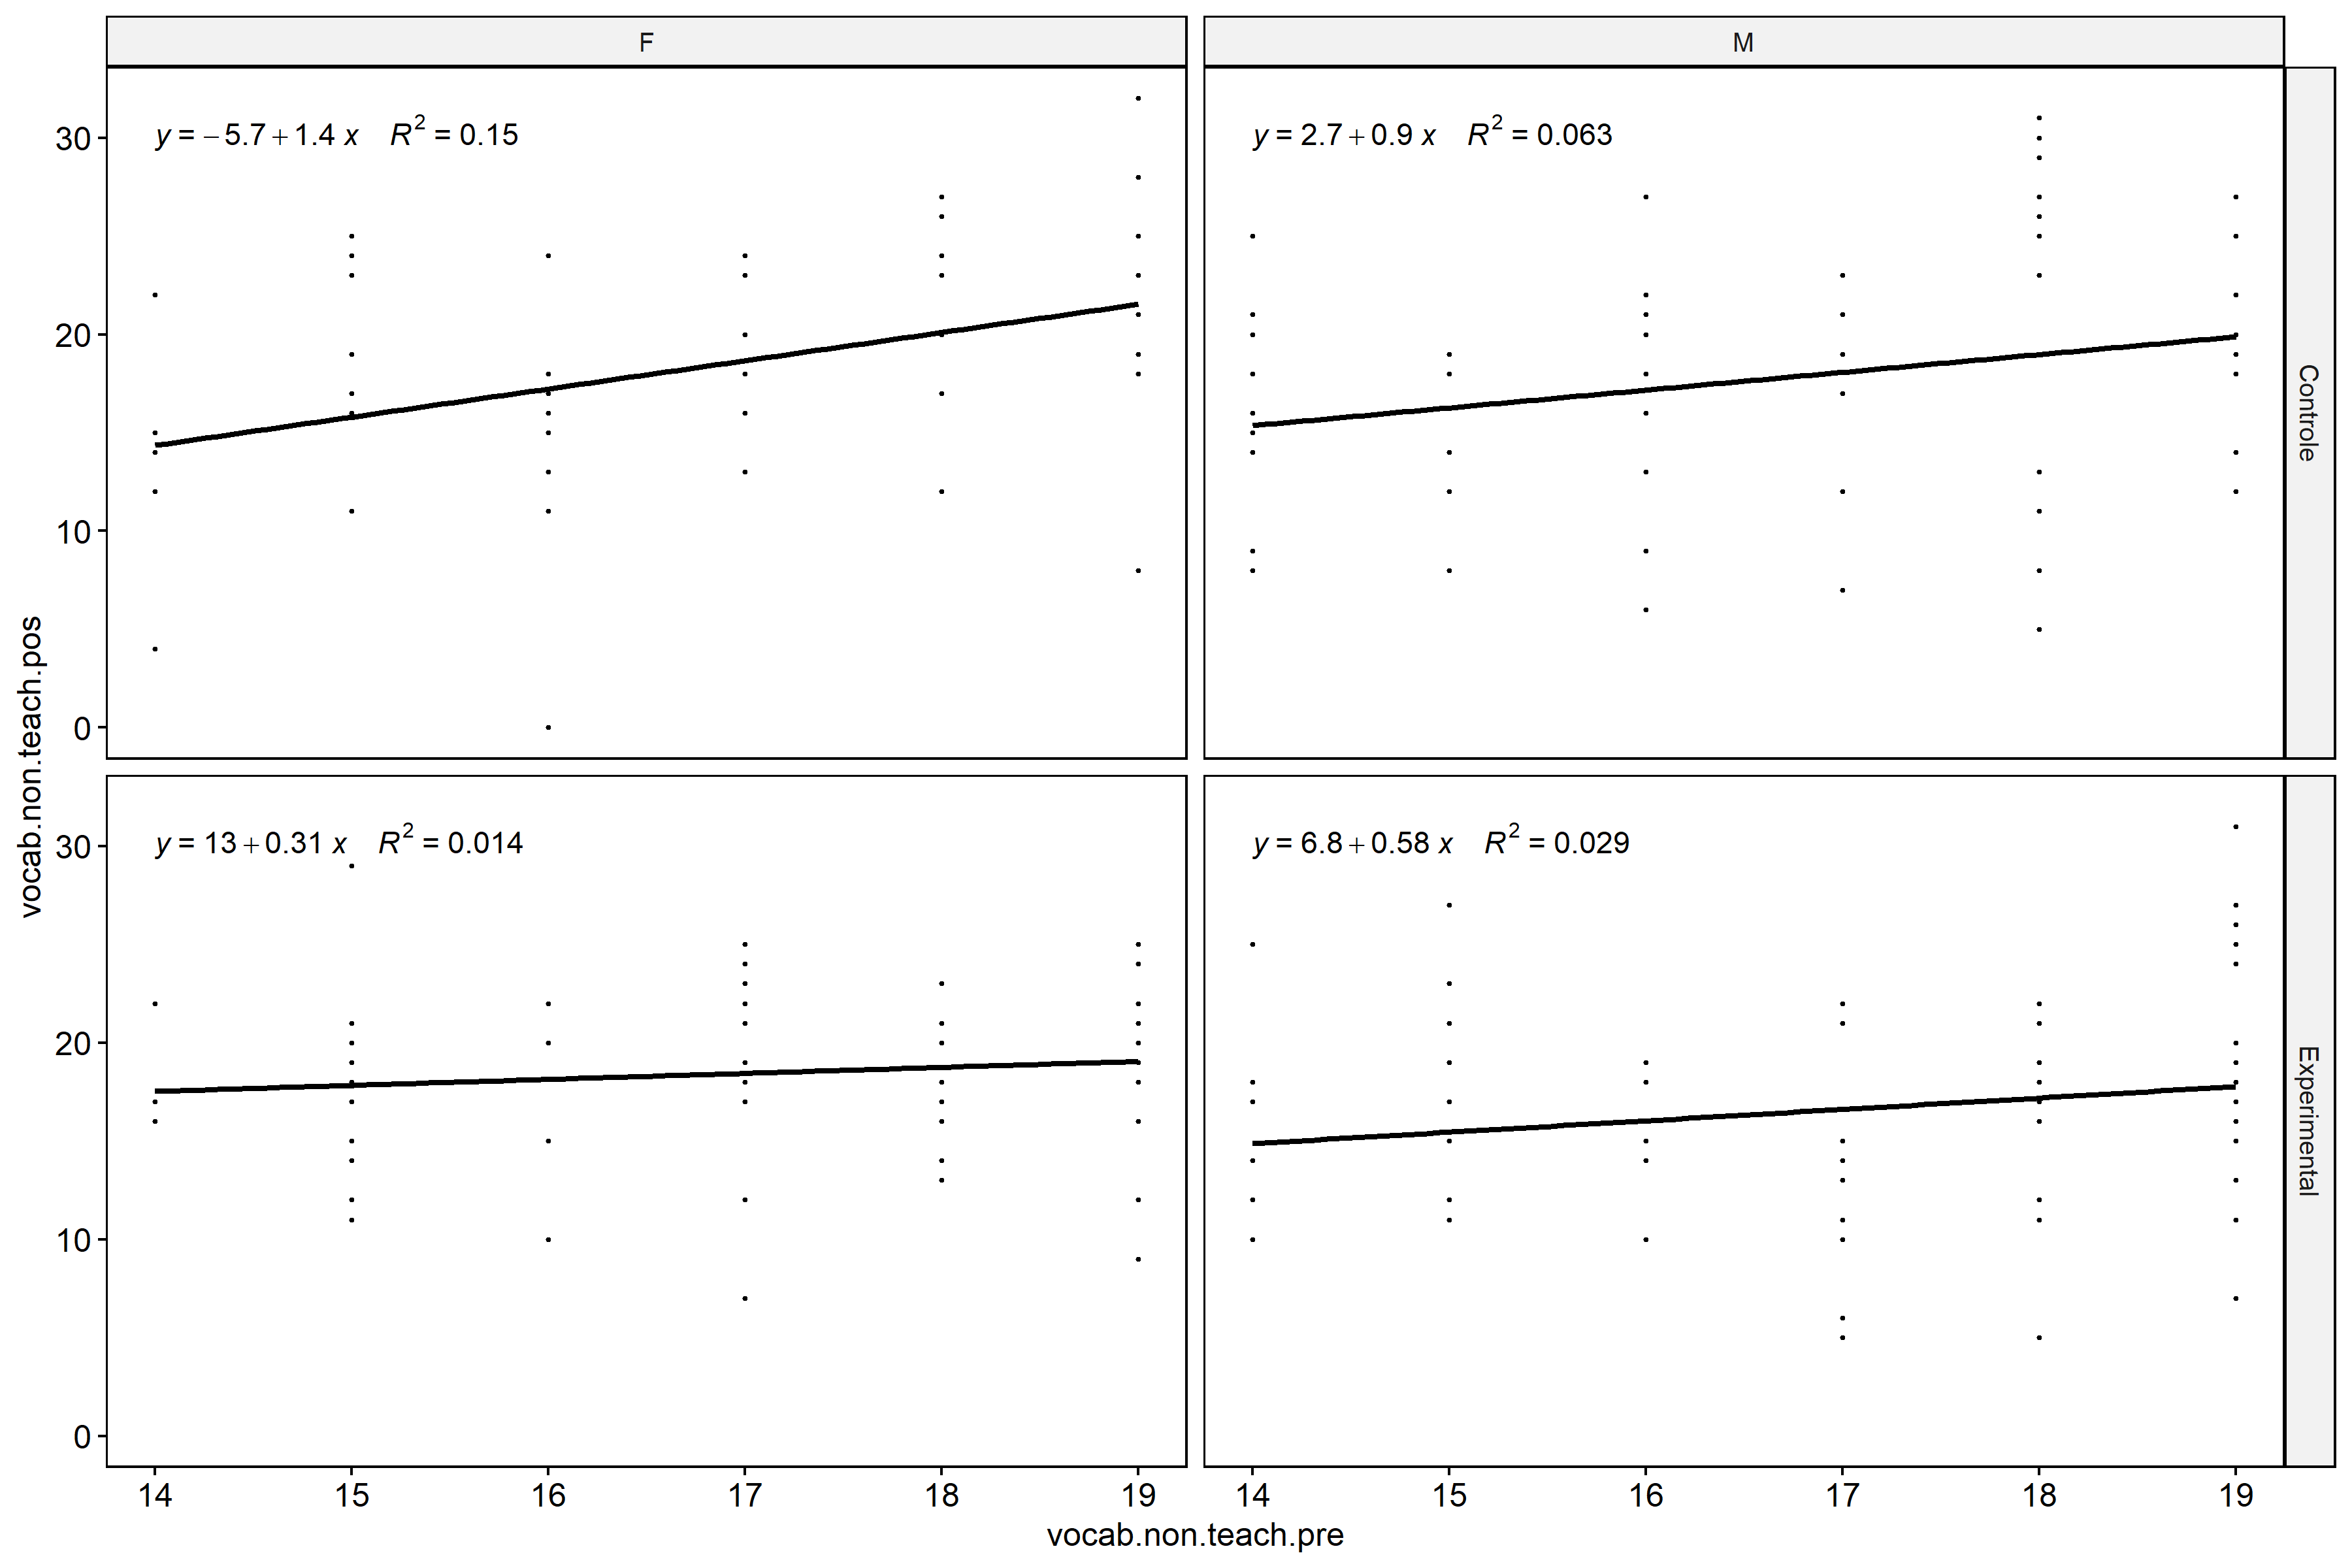 F
M
y = −5.7 + 1.4 x R² = 0.15
y = 2.7 + 0.9 x R² = 0.063
Controle
30
20
10
0
vocab.non.teach.pos
y = 13 + 0.31 x R² = 0.014
y = 6.8 + 0.58 x R² = 0.029
Experimental
30
20
10
0
14 15 16 17 18 19
14 15 16 17 18 19
vocab.non.teach.pre